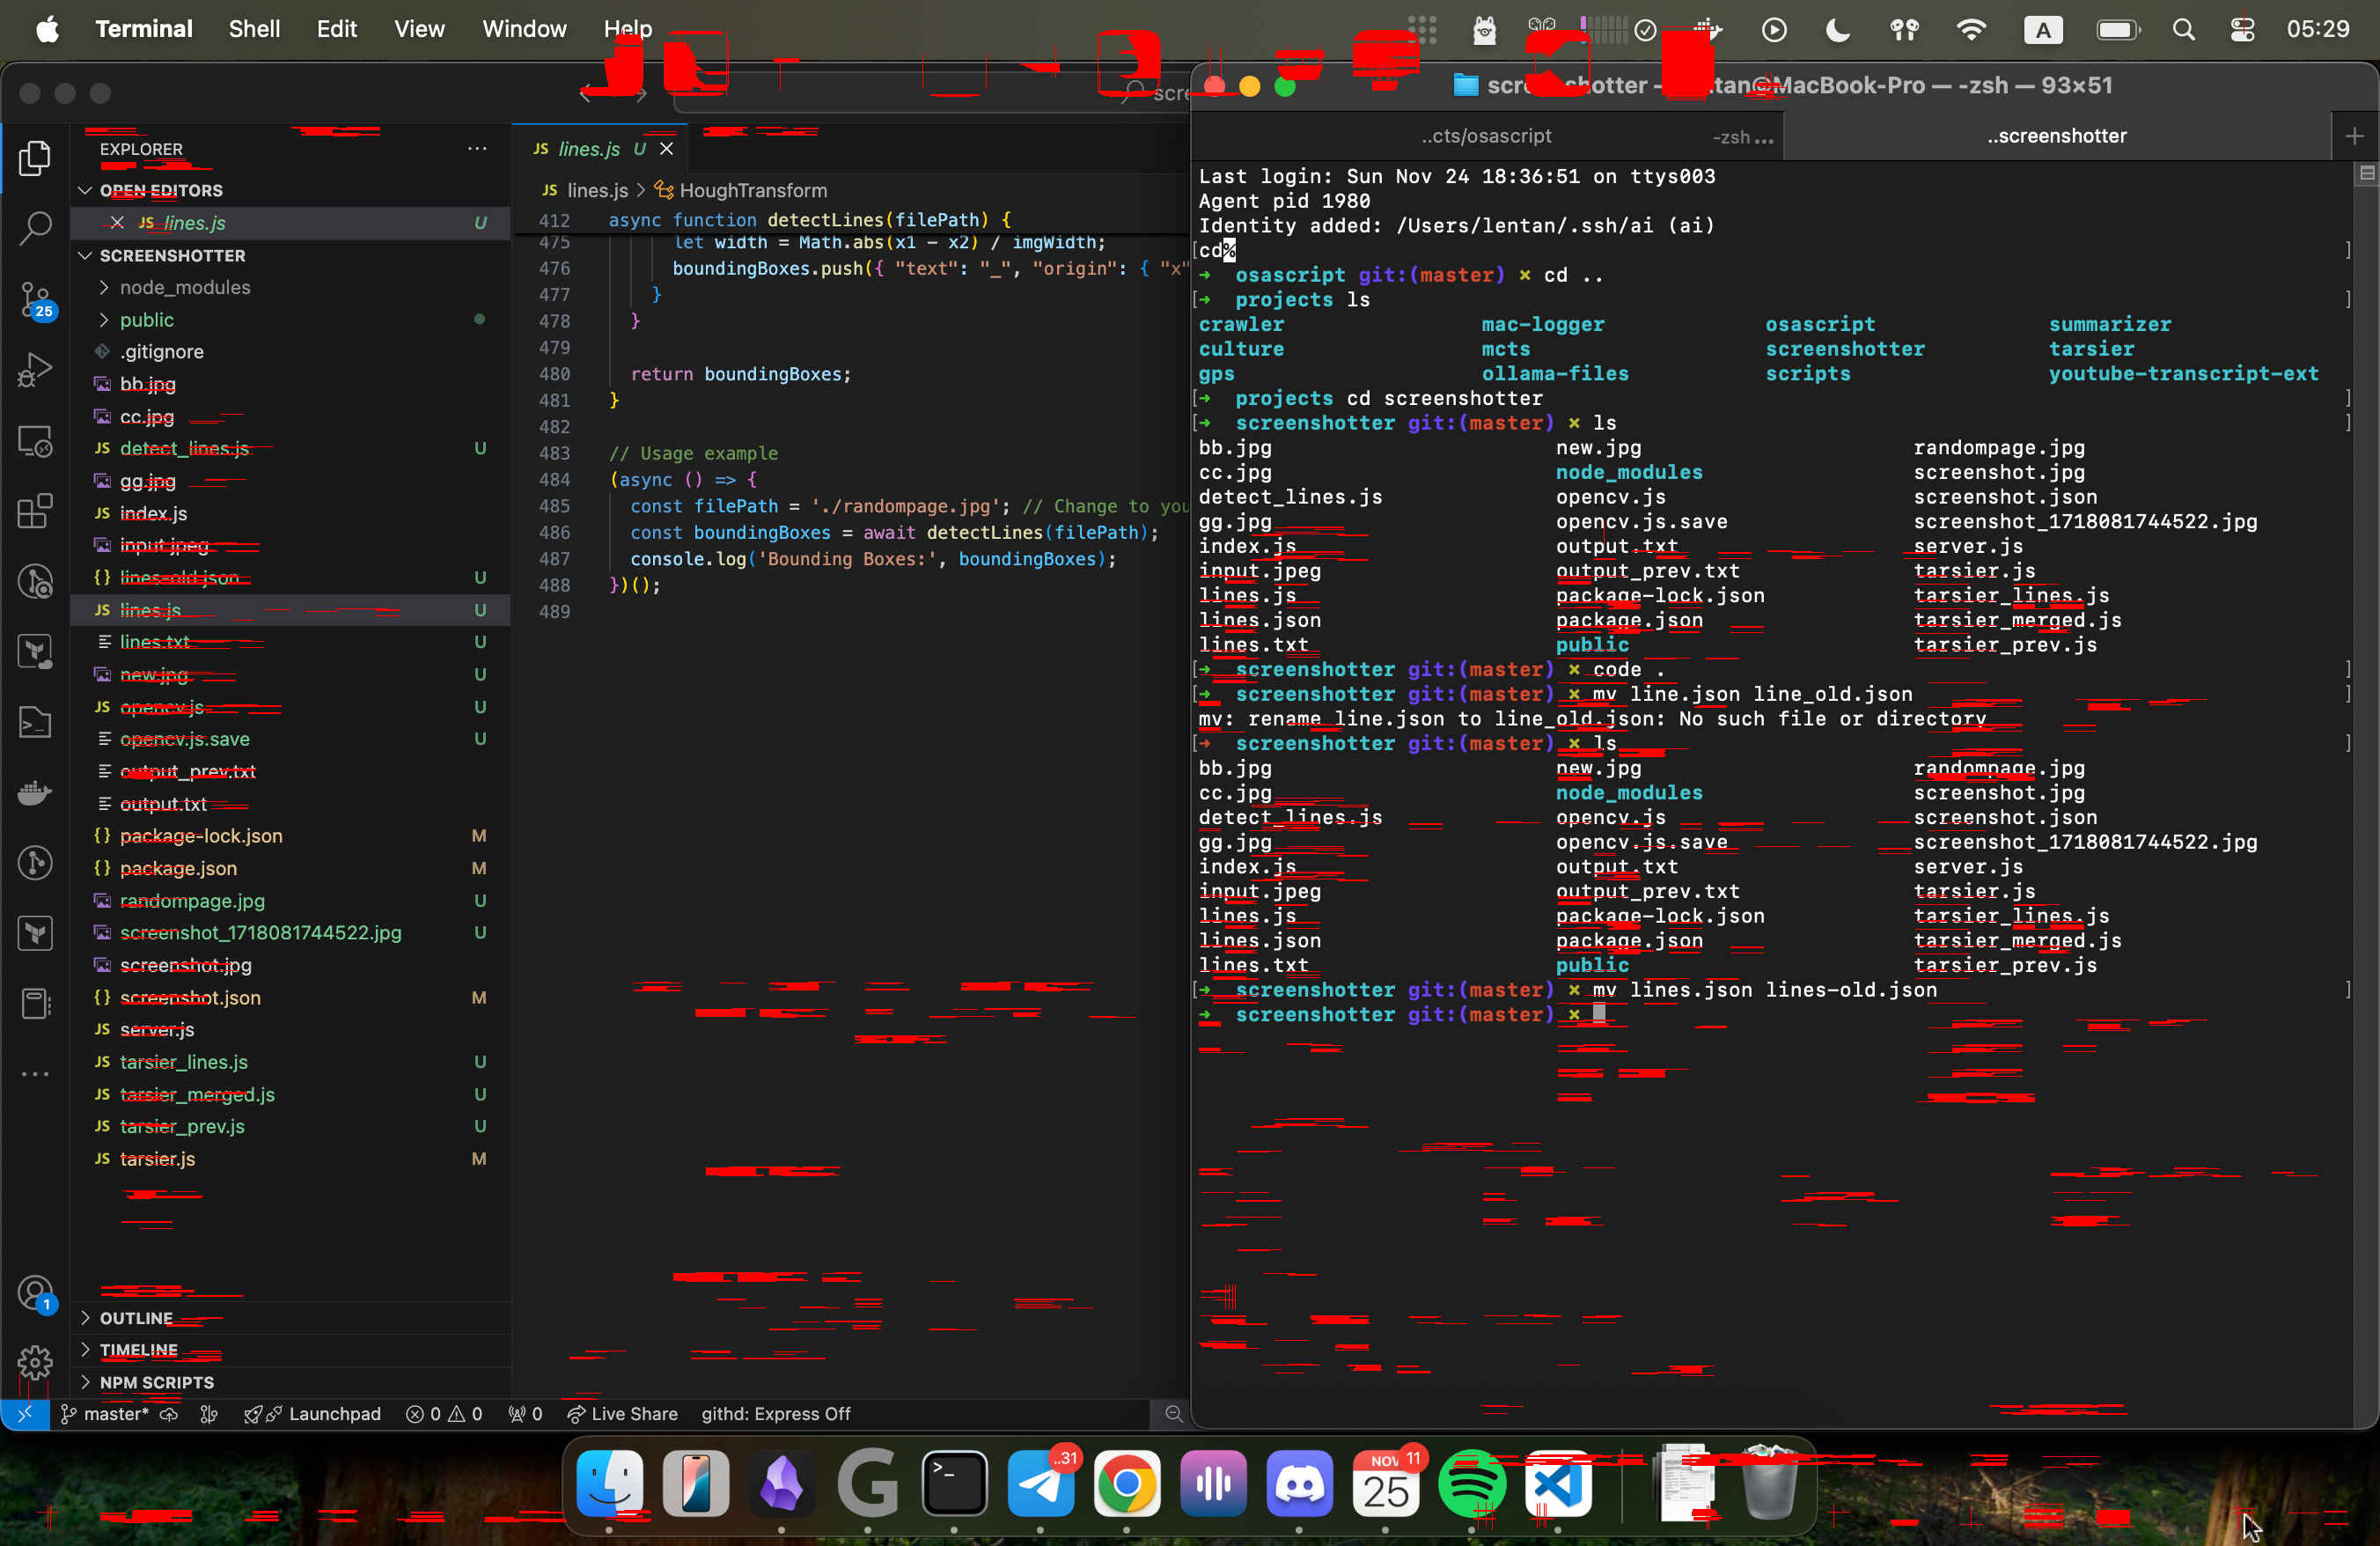 Terminal Shell Edit View Window Help
A
05:29
scre
EXPLORER
OPEN EDITORS
JS lines.js U
SCREENSHOTTER
node_modules
public
.gitignore
bb.jpg
cc.jpg
JS detect_lines.js U
gg.jpg
JS index.js
input.jpeg
{} lines-old.json U
JS lines.js U
lines.txt U
new.jpg U
JS opencv.js U
opencv.js.save U
output_prev.txt
output.txt
{} package-lock.json M
{} package.json M
randompage.jpg U
screenshot_1718081744522.jpg U
screenshot.jpg
{} screenshot.json M
JS server.js
JS tarsier_lines.js U
JS tarsier_merged.js U
JS tarsier_prev.js U
JS tarsier.js M
OUTLINE
TIMELINE
NPM SCRIPTS
25
1
JS lines.js U
JS lines.js > HoughTransform
412 async function detectLines(filePath) {
475 let width = Math.abs(x1 - x2) / imgWidth;
476 boundingBoxes.push({ "text": "_", "origin": { "x"
477 }
478 }
479
480 return boundingBoxes;
481 }
482
483 // Usage example
484 (async () => {
485 const filePath = './randompage.jpg'; // Change to you
486 const boundingBoxes = await detectLines(filePath);
487 console.log('Bounding Boxes:', boundingBoxes);
488 })();
489
master* Launchpad 0 0 0 Live Share githd: Express Off
tan@MacBook-Pro — -zsh — 93×51
..cts/osascript -zsh ... ..screenshotter
Last login: Sun Nov 24 18:36:51 on ttys003
Agent pid 1980
Identity added: /Users/lentan/.ssh/ai (ai)
[cd% ]
➜ osascript git:(master) × cd ..
[➜ projects ls ]
crawler mac-logger osascript summarizer
culture mcts screenshotter tarsier
gps ollama-files scripts youtube-transcript-ext
[➜ projects cd screenshotter ]
[➜ screenshotter git:(master) × ls ]
bb.jpg new.jpg randompage.jpg
cc.jpg node_modules screenshot.jpg
detect_lines.js opencv.js screenshot.json
gg.jpg opencv.js.save screenshot_1718081744522.jpg
index.js output.txt server.js
input.jpeg output_prev.txt tarsier.js
lines.js package-lock.json tarsier_lines.js
lines.json package.json tarsier_merged.js
lines.txt public tarsier_prev.js
[➜ screenshotter git:(master) × code . ]
[➜ screenshotter git:(master) × mv line.json line_old.json ]
mv: rename line.json to line_old.json: No such file or directory
[➜ screenshotter git:(master) × ls ]
bb.jpg new.jpg randompage.jpg
cc.jpg node_modules screenshot.jpg
detect_lines.js opencv.js screenshot.json
gg.jpg opencv.js.save screenshot_1718081744522.jpg
index.js output.txt server.js
input.jpeg output_prev.txt tarsier.js
lines.js package-lock.json tarsier_lines.js
lines.json package.json tarsier_merged.js
lines.txt public tarsier_prev.js
[➜ screenshotter git:(master) × mv lines.json lines-old.json ]
➜ screenshotter git:(master) ×
..31
NOV 11
25